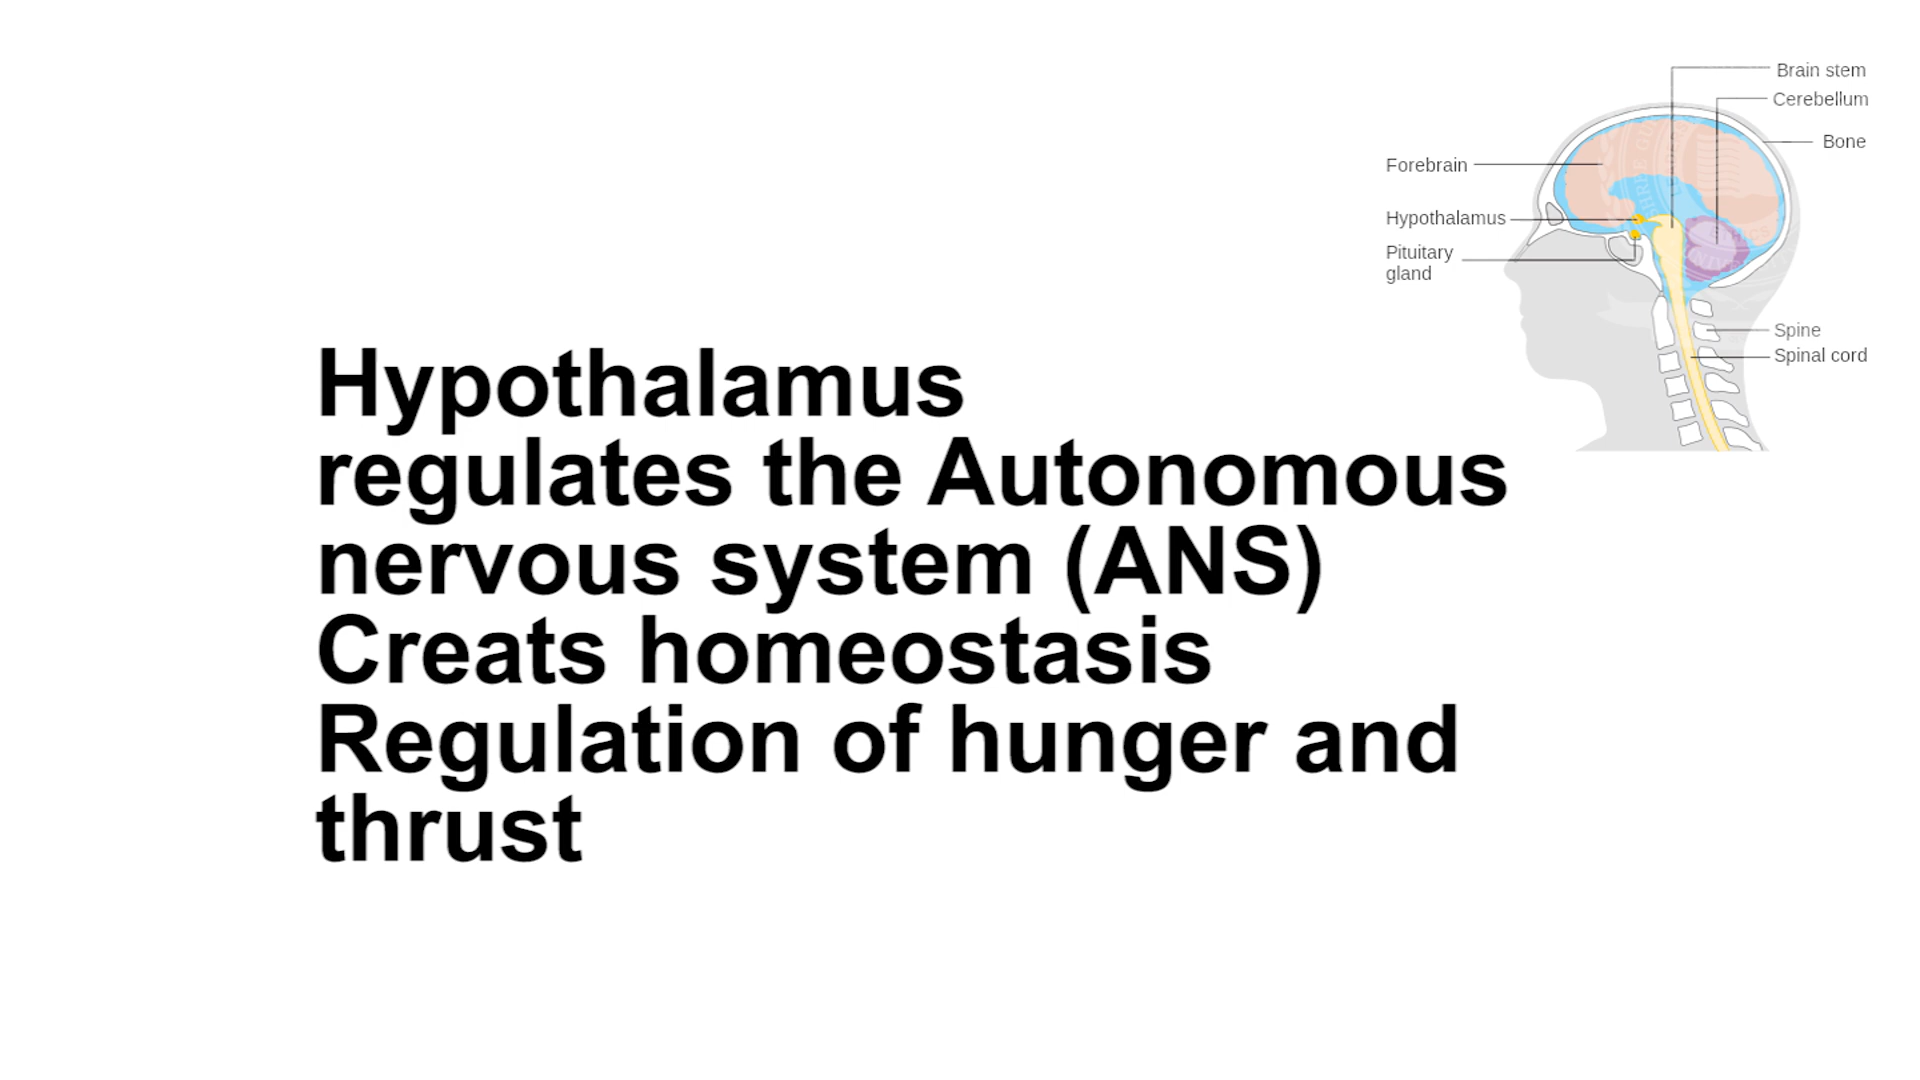 Brain stem
Cerebellum
Bone
Forebrain
Hypothalamus
Pituitary
gland
Spine
Spinal cord
Hypothalamus
regulates the Autonomous
nervous system (ANS)
Creats homeostasis
Regulation of hunger and
thrust